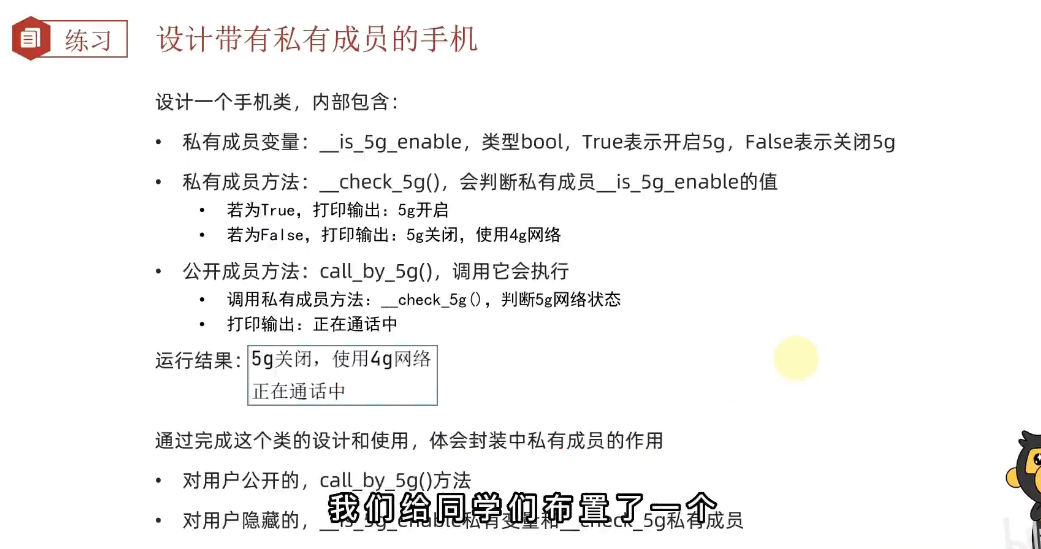 练习
设计带有私有成员的手机
设计一个手机类，内部包含：
• 私有成员变量：__is_5g_enable，类型bool，True表示开启5g，False表示关闭5g
• 私有成员方法：__check_5g()，会判断私有成员__is_5g_enable的值
• 若为True，打印输出：5g开启
• 若为False，打印输出：5g关闭，使用4g网络
• 公开成员方法：call_by_5g()，调用它会执行
• 调用私有成员方法：__check_5g()，判断5g网络状态
• 打印输出：正在通话中
运行结果：
5g关闭，使用4g网络
正在通话中
通过完成这个类的设计和使用，体会封装中私有成员的作用
• 对用户公开的，call_by_5g()方法
我们给同学们布置了一个
• 对用户隐藏的，__is_5g_enable私有变量和__check_5g私有成员